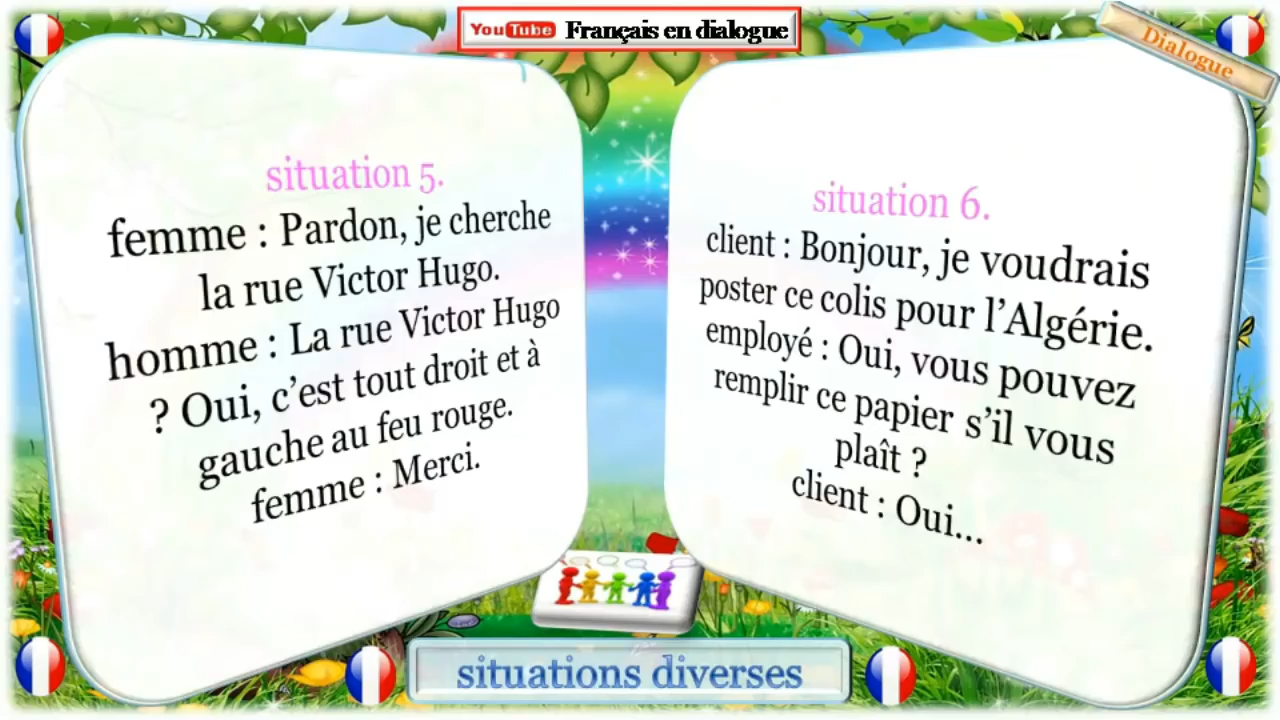 YouTube Français en dialogue
Dialogue
situation 5.
femme : Pardon, je cherche
la rue Victor Hugo.
homme : La rue Victor Hugo
? Oui, c’est tout droit et à
gauche au feu rouge.
femme : Merci.
situation 6.
client : Bonjour, je voudrais
poster ce colis pour l’Algérie.
employé : Oui, vous pouvez
remplir ce papier s’il vous
plaît ?
client : Oui...
situations diverses